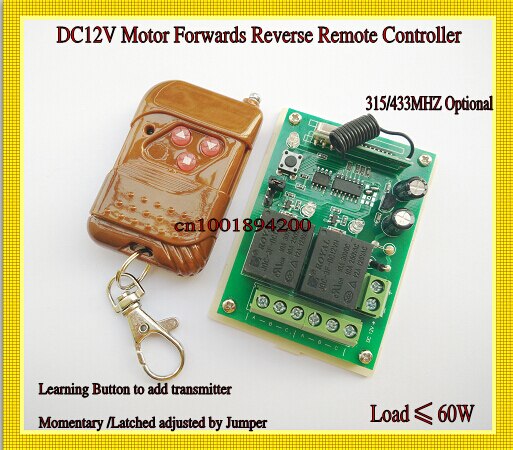 DC12V Motor Forwards Reverse Remote Controller
315/433MHZ Optional
cn1001894200
A B C A B C
Learning Button to add transmitter
Momentary /Latched adjusted by Jumper
Load ≤ 60W